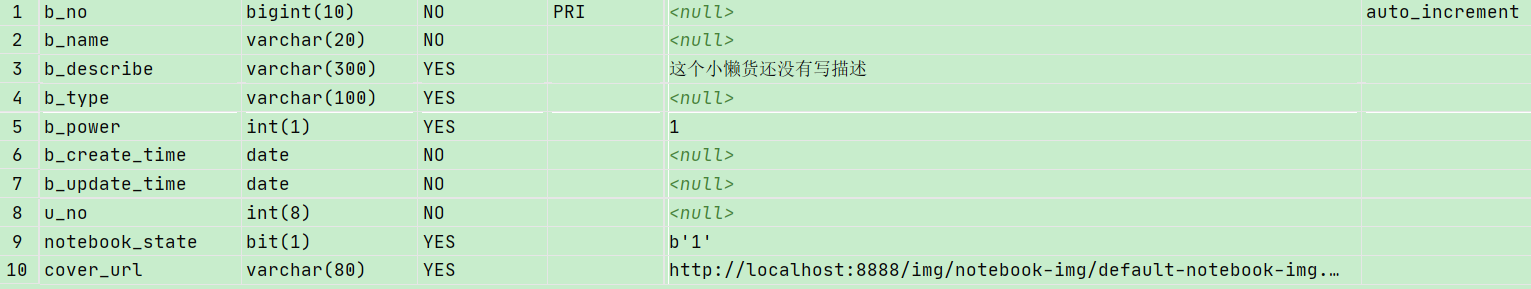 1 b_no bigint(10) NO PRI <null> auto_increment
2 b_name varchar(20) NO <null>
3 b_describe varchar(300) YES 这个小懒货还没有写描述
4 b_type varchar(100) YES <null>
5 b_power int(1) YES 1
6 b_create_time date NO <null>
7 b_update_time date NO <null>
8 u_no int(8) NO <null>
9 notebook_state bit(1) YES b'1'
10 cover_url varchar(80) YES http://localhost:8888/img/notebook-img/default-notebook-img.…